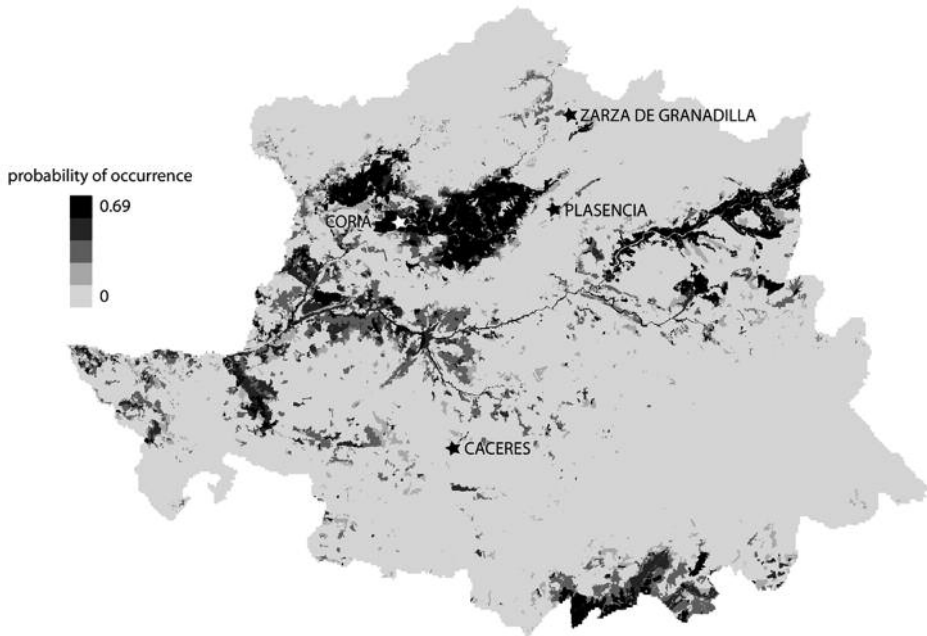 ZARZA DE GRANADILLA
probability of occurrence
0.69
CORIA
PLASENCIA
0
CACERES